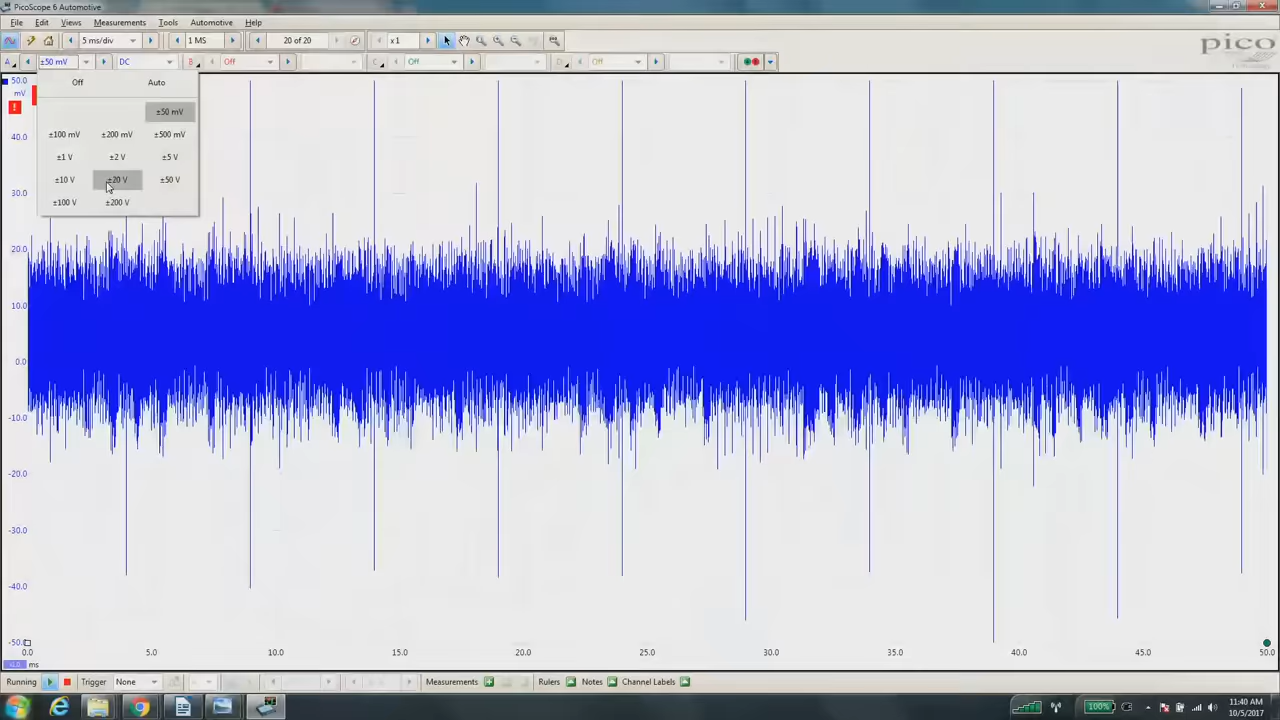 PicoScope 6 Automotive
File Edit Views Measurements Tools Automotive Help
5 ms/div 1 MS 20 of 20 x 1
A ±50 mV DC B Off C Off D Off
pico
Technology
Off Auto
±50 mV
±100 mV ±200 mV ±500 mV
±1 V ±2 V ±5 V
±10 V ±20 V ±50 V
±100 V ±200 V
50.0
mV
!
40.0
30.0
20.0
10.0
0.0
-10.0
-20.0
-30.0
-40.0
-50.0
0.0 5.0 10.0 15.0 20.0 25.0 30.0 35.0 40.0 45.0 50.0
ms
Running Trigger None Measurements Rulers Notes Channel Labels
100%
11:40 AM
10/5/2017